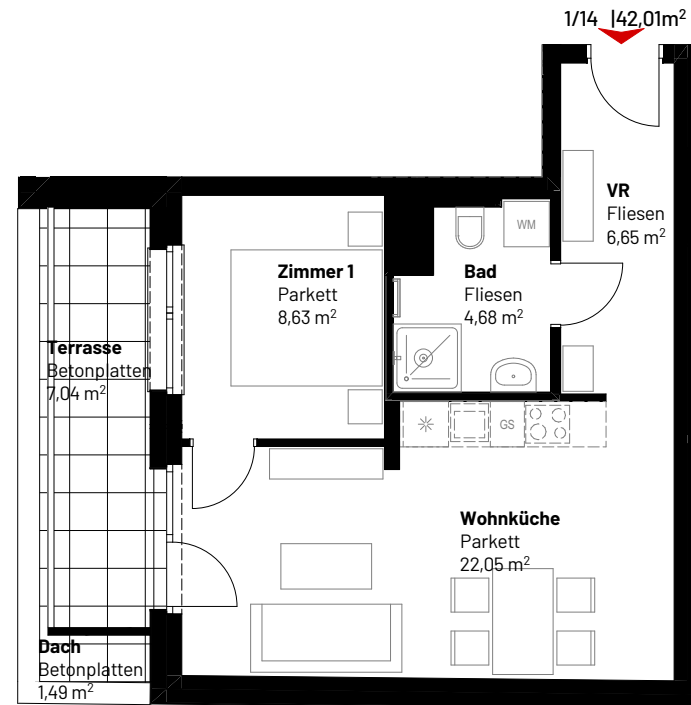 1/14 |42,01m²
VR
Fliesen
6,65 m²
WM
Zimmer 1
Parkett
8,63 m²
Bad
Fliesen
4,68 m²
Terrasse
Betonplatten
7,04 m²
GS
Wohnküche
Parkett
22,05 m²
Dach
Betonplatten
1,49 m²